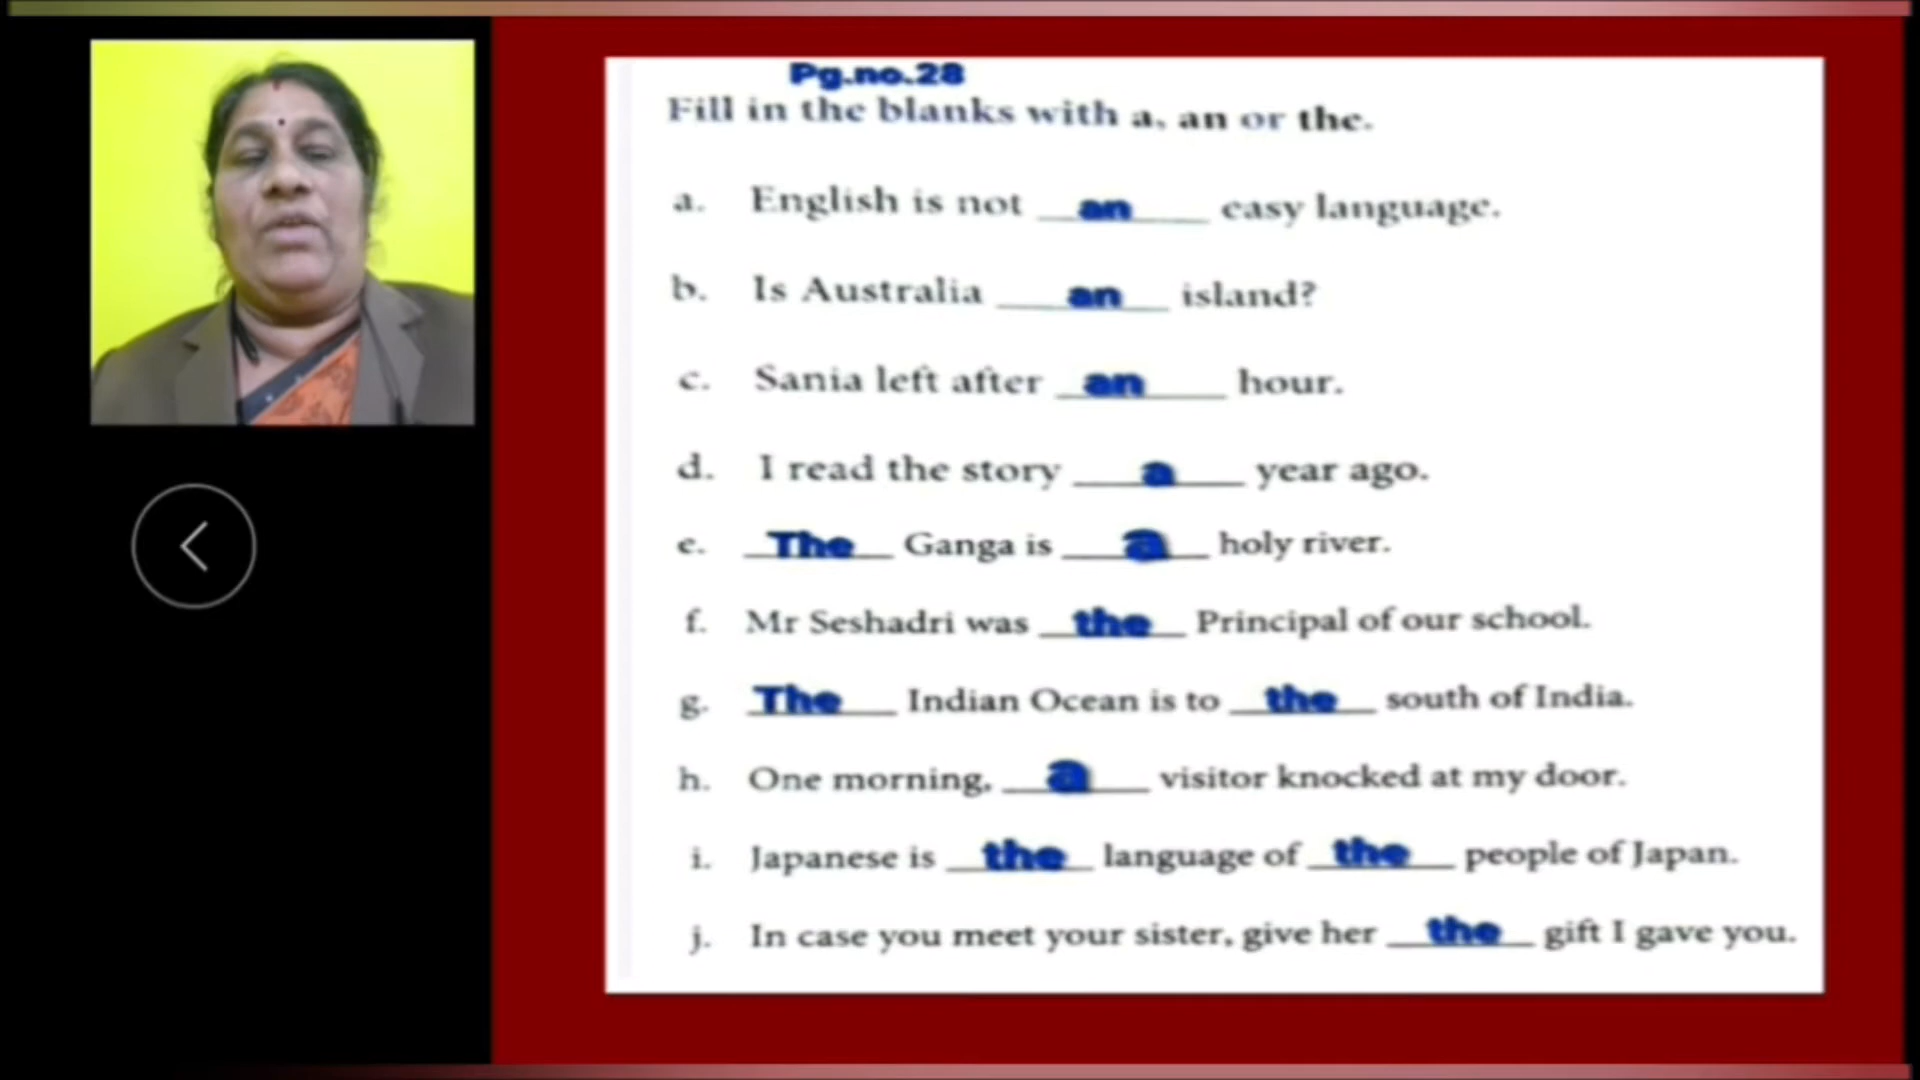 Pg.no.28
Fill in the blanks with a, an or the.
a. English is not an easy language.
b. Is Australia an island?
c. Sania left after an hour.
d. I read the story a year ago.
e. The Ganga is a holy river.
f. Mr Seshadri was the Principal of our school.
g. The Indian Ocean is to the south of India.
h. One morning, a visitor knocked at my door.
i. Japanese is the language of the people of Japan.
j. In case you meet your sister, give her the gift I gave you.